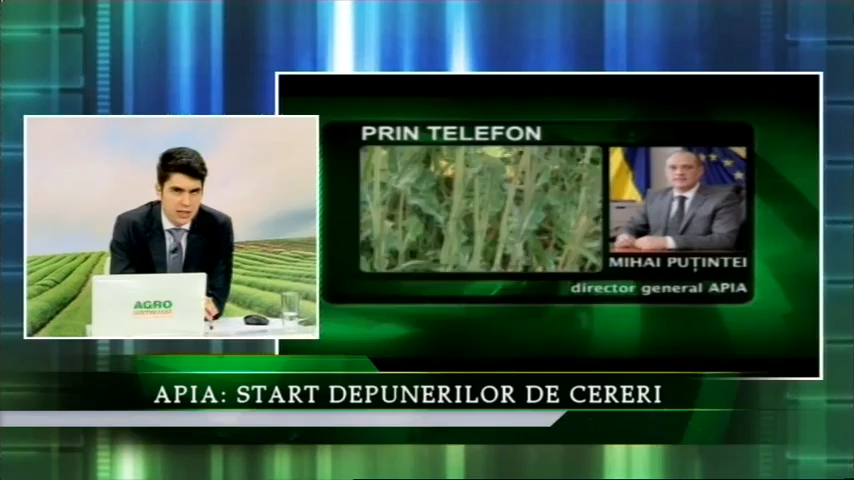 PRIN TELEFON
MIHAI PUȚINTEI
director general APIA
AGRO
APIA: START DEPUNERILOR DE CERERI